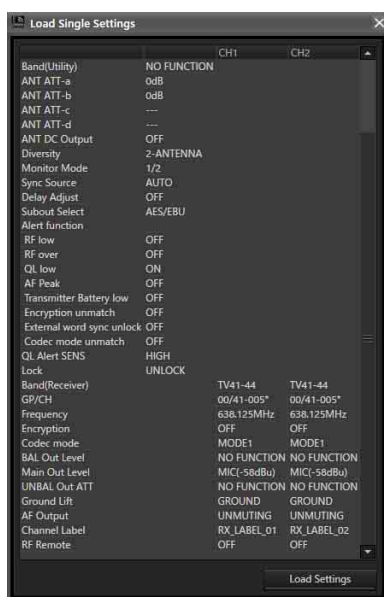 Load Single Settings
CH1 CH2
Band(Utility) NO FUNCTION
ANT ATT-a 0dB
ANT ATT-b 0dB
ANT ATT-c ---
ANT ATT-d ---
ANT DC Output OFF
Diversity 2-ANTENNA
Monitor Mode 1/2
Sync Source AUTO
Delay Adjust OFF
Subout Select AES/EBU
Alert function
RF low OFF
RF over OFF
QL low ON
AF Peak OFF
Transmitter Battery low OFF
Encryption unmatch OFF
External word sync unlock OFF
Codec mode unmatch OFF
QL Alert SENS HIGH
Lock UNLOCK
Band(Receiver) TV41-44 TV41-44
GP/CH 00/41-005* 00/41-005*
Frequency 638.125MHz 638.125MHz
Encryption OFF OFF
Codec mode MODE1 MODE1
BAL Out Level NO FUNCTION NO FUNCTION
Main Out Level MIC(-58dBu) MIC(-58dBu)
UNBAL Out ATT NO FUNCTION NO FUNCTION
Ground Lift GROUND GROUND
AF Output UNMUTING UNMUTING
Channel Label RX_LABEL_01 RX_LABEL_02
RF Remote OFF OFF
Load Settings